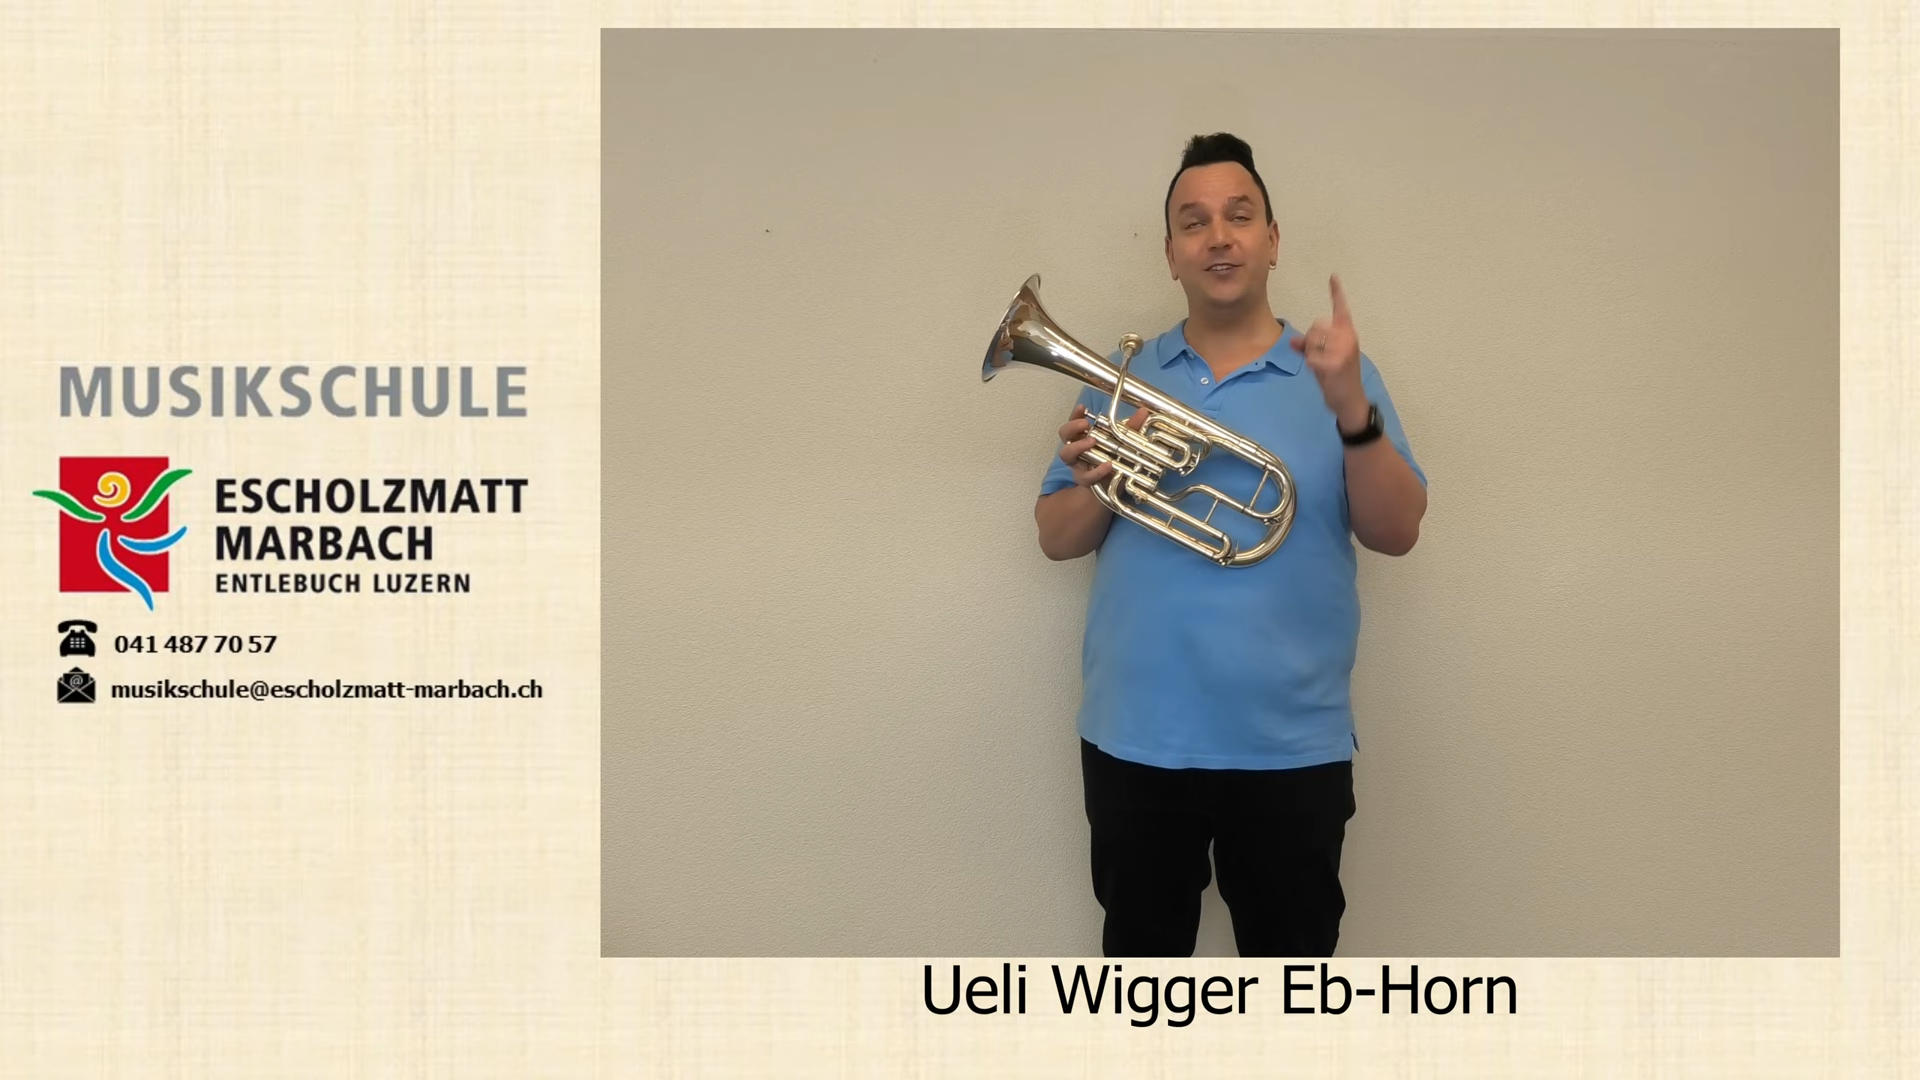 MUSIKSCHULE
ESCHOLZMATT
MARBACH
ENTLEBUCH LUZERN
041 487 70 57
musikschule@escholzmatt-marbach.ch
Ueli Wigger Eb-Horn